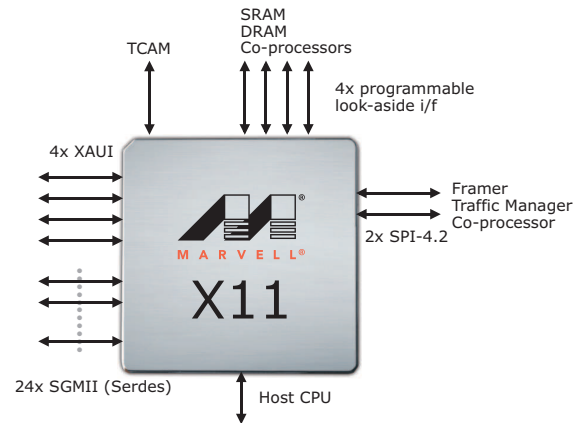 SRAM
DRAM
TCAM Co-processors
4x programmable
look-aside i/f
4x XAUI
Framer
Traffic Manager
Co-processor
2x SPI-4.2
®
MARVELL®
X11
24x SGMII (Serdes)
Host CPU